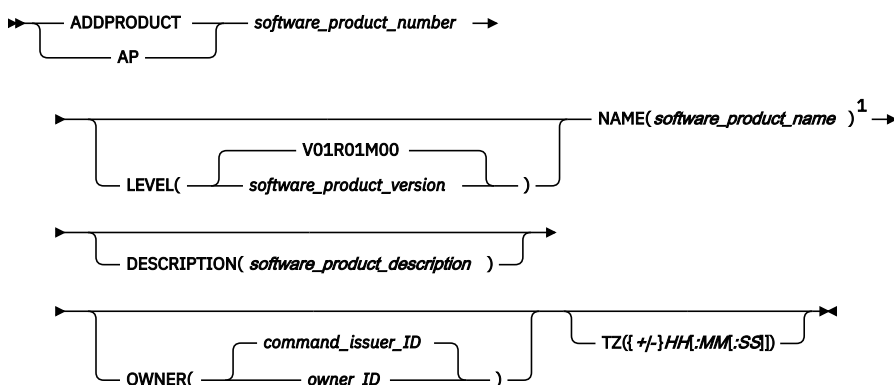 ADDPRODUCT software_product_number
AP
NAME(software_product_name )1
V01R01M00
LEVEL( software_product_version )
DESCRIPTION( software_product_description )
command_issuer_ID
TZ({ +/-}HH[:MM[:SS]])
OWNER( owner_ID )